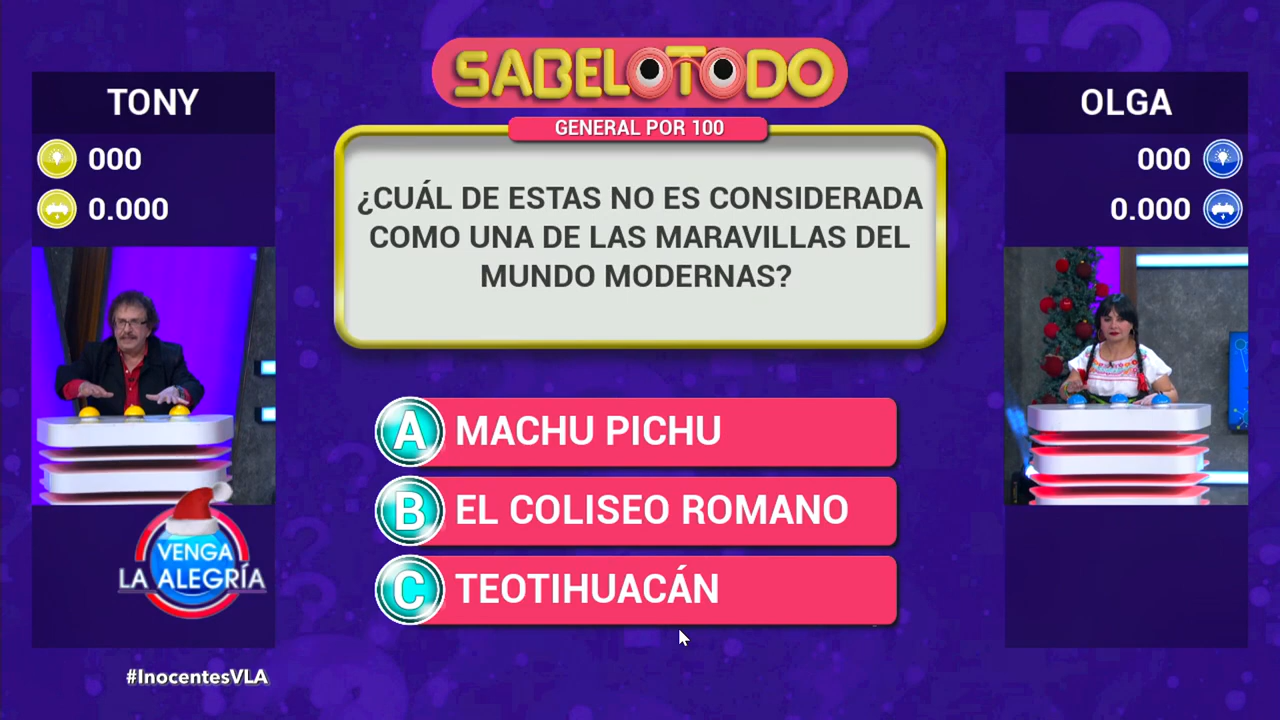 SABELOTODO
GENERAL POR 100
TONY
000
0.000
¿CUÁL DE ESTAS NO ES CONSIDERADA
COMO UNA DE LAS MARAVILLAS DEL
MUNDO MODERNAS?
OLGA
000
0.000
A MACHU PICHU
B EL COLISEO ROMANO
C TEOTIHUACÁN
VENGA
LA ALEGRÍA
#InocentesVLA